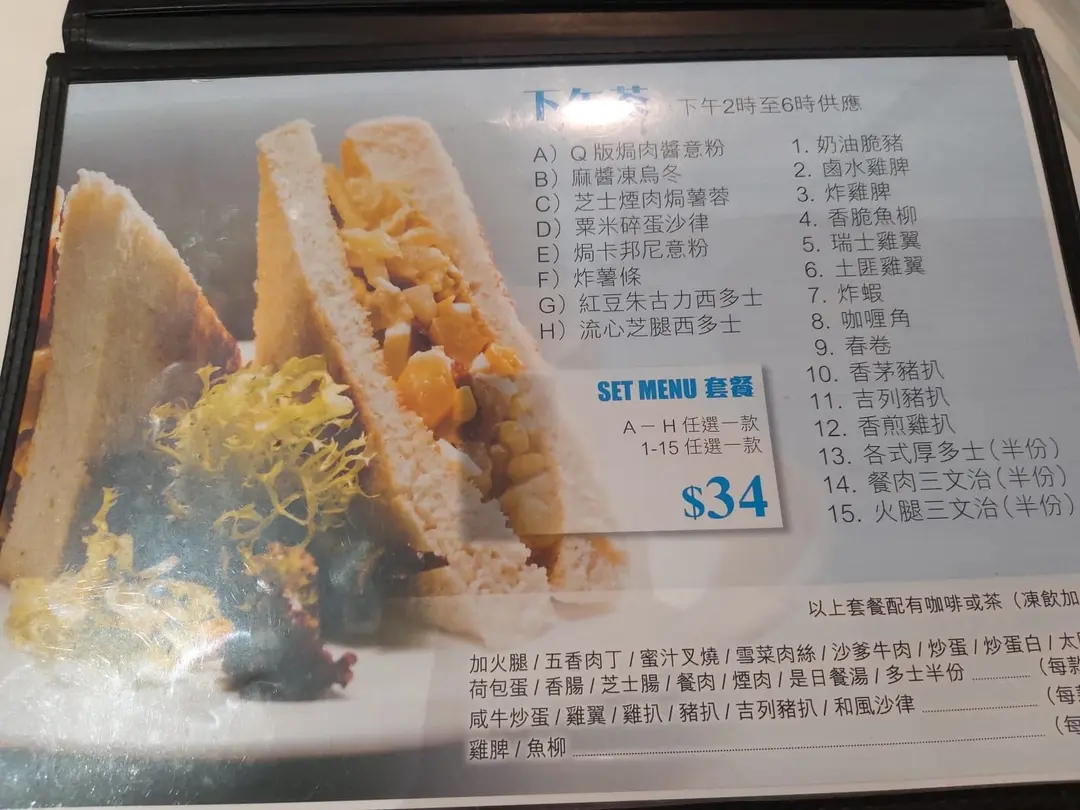 下午茶 下午2時至6時供應
A) Q版焗肉醬意粉
B) 麻醬凍烏冬
C) 芝士煙肉焗薯蓉
D) 粟米碎蛋沙律
E) 焗卡邦尼意粉
F) 炸薯條
G) 紅豆朱古力西多士
H) 流心芝腿西多士
1. 奶油脆豬
2. 鹵水雞脾
3. 炸雞脾
4. 香脆魚柳
5. 瑞士雞翼
6. 土匪雞翼
7. 炸蝦
8. 咖喱角
9. 春卷
10. 香茅豬扒
11. 吉列豬扒
12. 香煎雞扒
13. 各式厚多士(半份)
14. 餐肉三文治(半份)
15. 火腿三文治(半份)
SET MENU 套餐
A－H 任選一款
1-15 任選一款
$34
以上套餐配有咖啡或茶（凍飲加
加火腿 / 五香肉丁 / 蜜汁叉燒 / 雪菜肉絲 / 沙爹牛肉 / 炒蛋 / 炒蛋白 / 太
荷包蛋 / 香腸 / 芝士腸 / 餐肉 / 煙肉 / 是日餐湯 / 多士半份 ............ (每款
咸牛炒蛋 / 雞翼 / 雞扒 / 豬扒 / 吉列豬扒 / 和風沙律 ............ (每
雞脾 / 魚柳 ............ (每